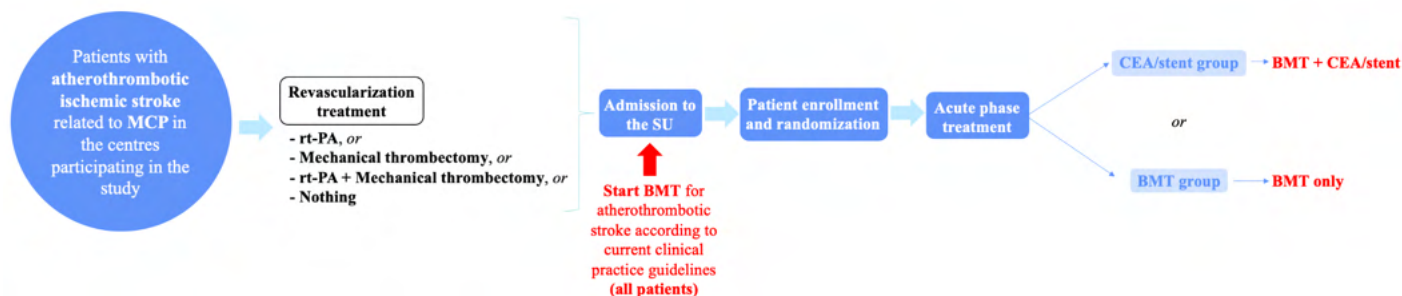 Patients with
atherothrombotic
ischemic stroke
related to MCP in
the centres
participating in the
study
Revascularization
treatment
- rt-PA, or
- Mechanical thrombectomy, or
- rt-PA + Mechanical thrombectomy, or
- Nothing
Admission to
the SU
Start BMT for
atherothrombotic
stroke according to
current clinical
practice guidelines
(all patients)
Patient enrollment
and randomization
Acute phase
treatment
CEA/stent group
BMT + CEA/stent
or
BMT group
BMT only